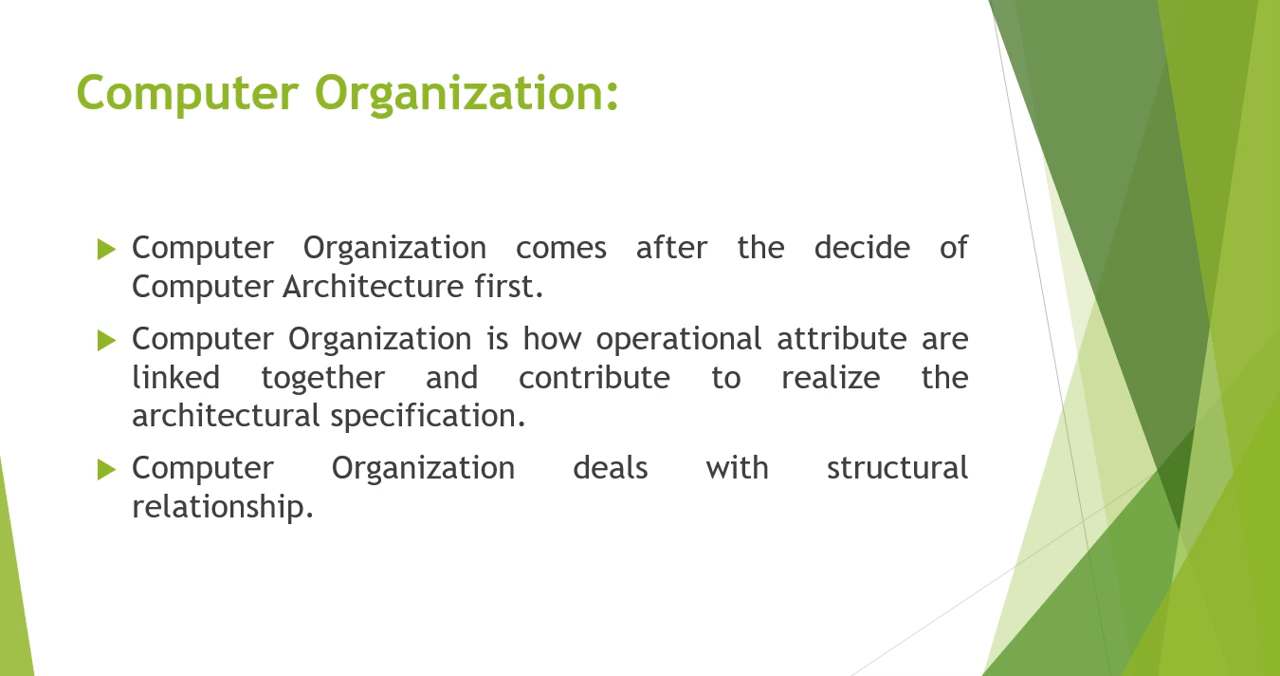 Computer Organization:
Computer Organization comes after the decide of
Computer Architecture first.
Computer Organization is how operational attribute are
linked together and contribute to realize the
architectural specification.
Computer Organization deals with structural
relationship.